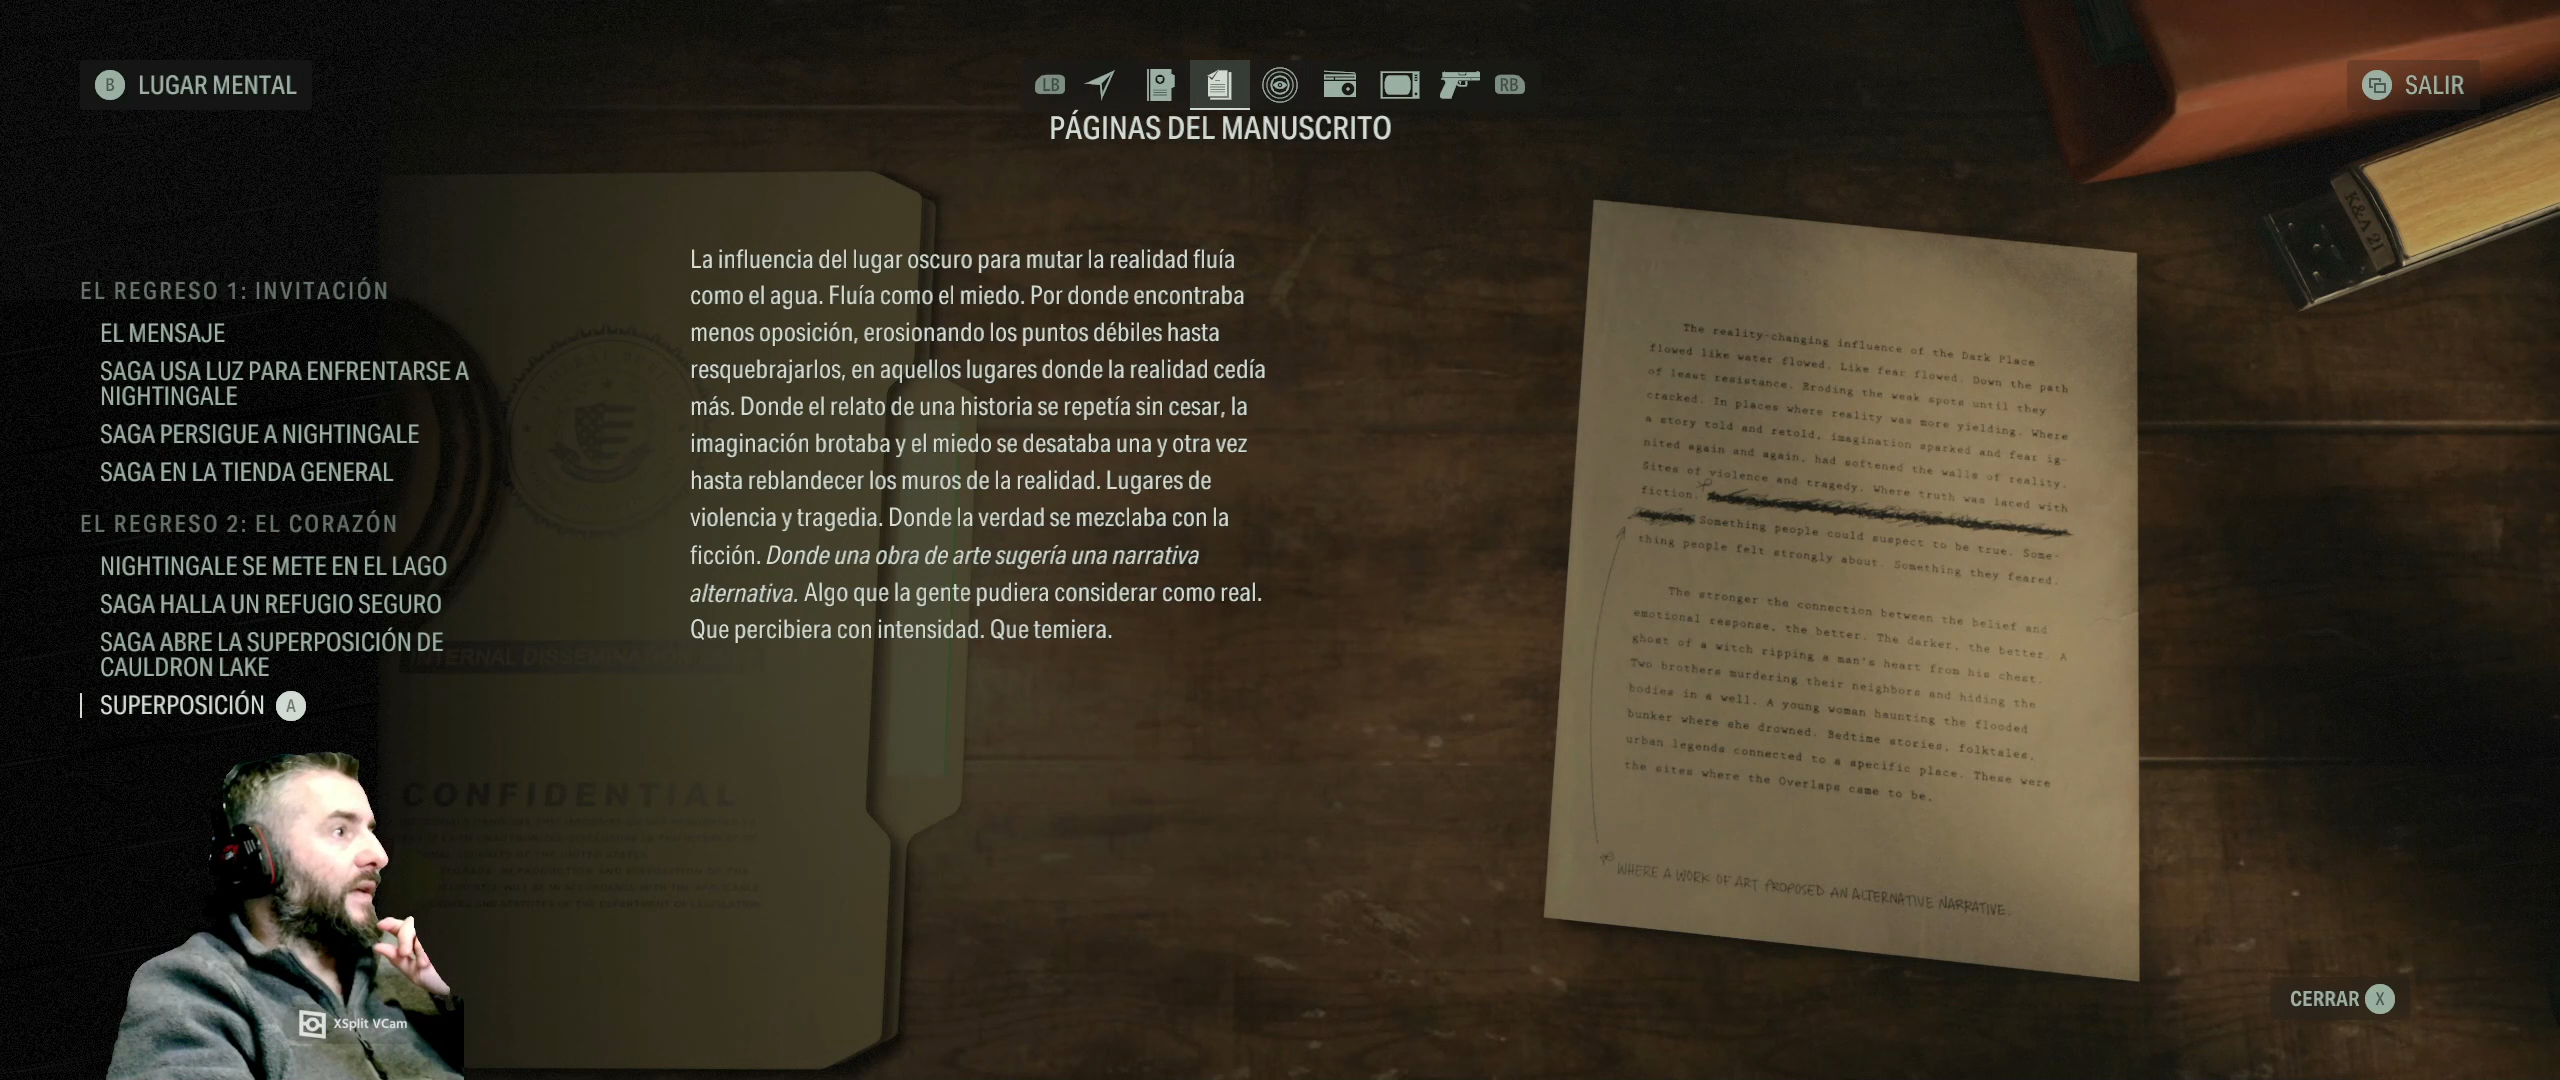 B LUGAR MENTAL
LB
RB
SALIR
PÁGINAS DEL MANUSCRITO
EL REGRESO 1: INVITACIÓN
EL MENSAJE
SAGA USA LUZ PARA ENFRENTARSE A
NIGHTINGALE
SAGA PERSIGUE A NIGHTINGALE
SAGA EN LA TIENDA GENERAL
EL REGRESO 2: EL CORAZÓN
NIGHTINGALE SE METE EN EL LAGO
SAGA HALLA UN REFUGIO SEGURO
SAGA ABRE LA SUPERPOSICIÓN DE
CAULDRON LAKE
SUPERPOSICIÓN A
La influencia del lugar oscuro para mutar la realidad fluía
como el agua. Fluía como el miedo. Por donde encontraba
menos oposición, erosionando los puntos débiles hasta
resquebrajarlos, en aquellos lugares donde la realidad cedía
más. Donde el relato de una historia se repetía sin cesar, la
imaginación brotaba y el miedo se desataba una y otra vez
hasta reblandecer los muros de la realidad. Lugares de
violencia y tragedia. Donde la verdad se mezclaba con la
ficción. Donde una obra de arte sugería una narrativa
alternativa. Algo que la gente pudiera considerar como real.
Que percibiera con intensidad. Que temiera.
INTERNAL DISSEMINATION
CONFIDENTIAL
The reality-changing influence of the Dark Place
flowed like water flowed. Like fear flowed. Down the path
of least resistance. Eroding the weak spots until they
cracked. In places where reality was more yielding. Where
a story told and retold, imagination sparked and fear ig-
nited again and again, had softened the walls of reality.
Sites of violence and tragedy. Where truth was laced with
fiction.
Something people could suspect to be true. Some-
thing people felt strongly about. Something they feared.
The stronger the connection between the belief and
emotional response, the better. The darker, the better. A
ghost of a witch ripping a man's heart from his chest.
Two brothers murdering their neighbors and hiding the
bodies in a well. A young woman haunting the flooded
bunker where she drowned. Bedtime stories, folktales,
urban legends connected to a specific place. These were
the sites where the Overlaps came to be.
WHERE A WORK OF ART PROPOSED AN ALTERNATIVE NARRATIVE.
K&A 21
XSplit VCam
CERRAR X